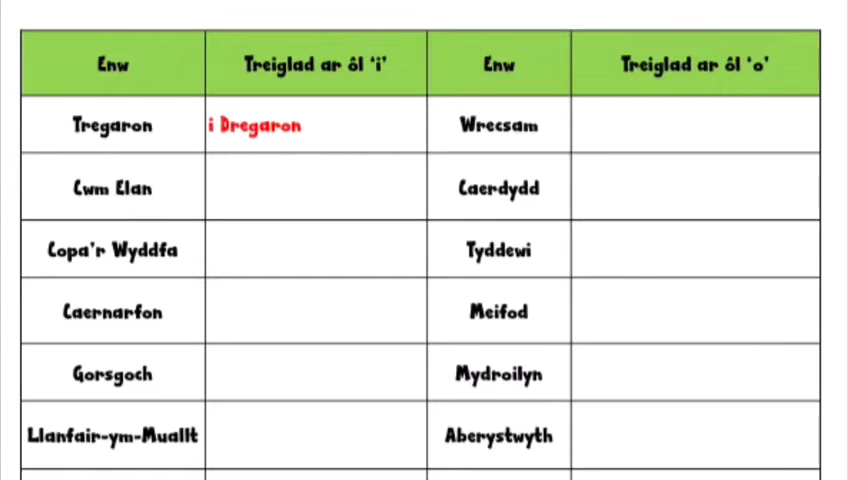 Enw Treiglad ar ôl ‘i’ Enw Treiglad ar ôl ‘o’
Tregaron i Dregaron Wrecsam
Cwm Elan Caerdydd
Copa’r Wyddfa Tyddewi
Caernarfon Meifod
Gorsgoch Mydroilyn
Llanfair-ym-Muallt Aberystwyth